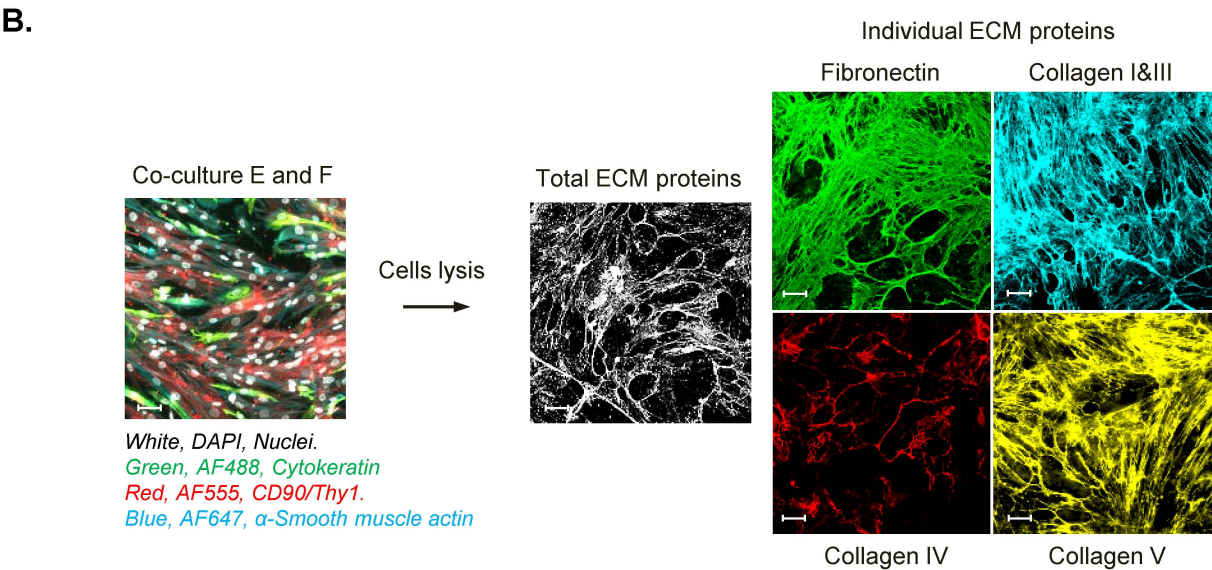 B.
Individual ECM proteins
Fibronectin
Collagen I&III
Co-culture E and F
Total ECM proteins
Cells lysis
White, DAPI, Nuclei.
Green, AF488, Cytokeratin
Red, AF555, CD90/Thy1.
Blue, AF647, α-Smooth muscle actin
Collagen IV
Collagen V